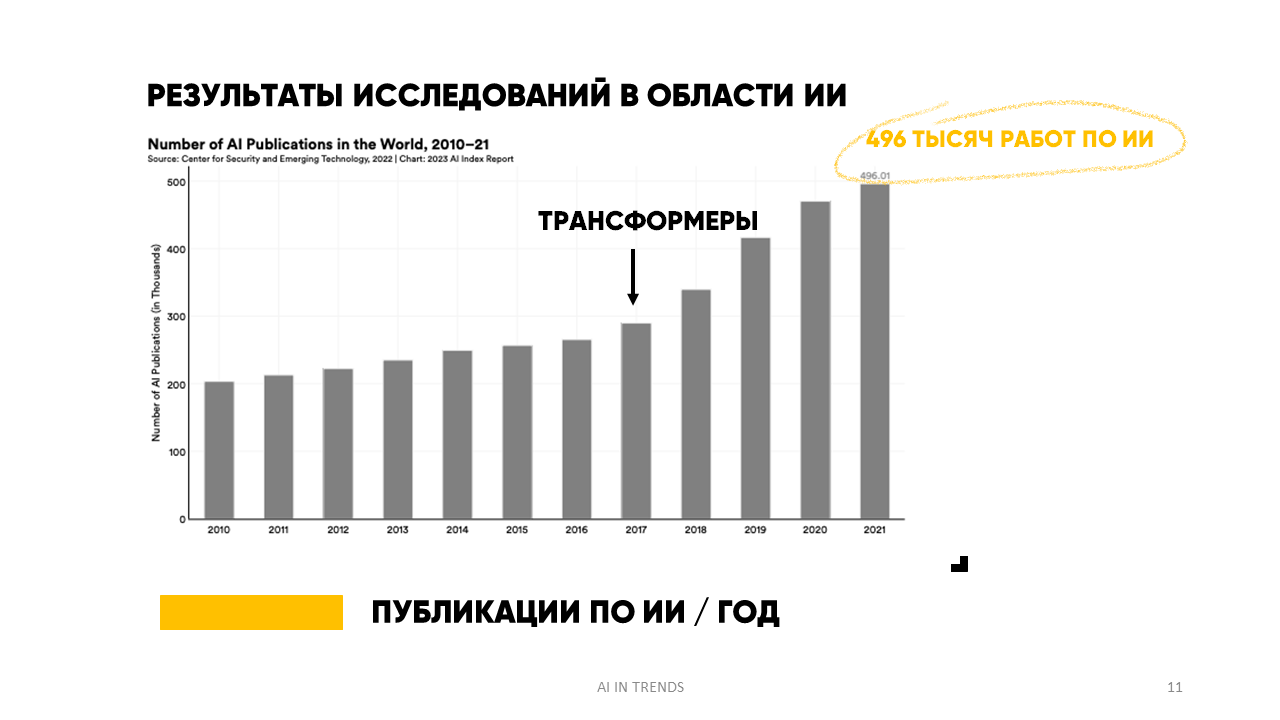 РЕЗУЛЬТАТЫ ИССЛЕДОВАНИЙ В ОБЛАСТИ ИИ
Number of AI Publications in the World, 2010–21
Source: Center for Security and Emerging Technology, 2022 | Chart: 2023 AI Index Report
496 ТЫСЯЧ РАБОТ ПО ИИ
496.01
ТРАНСФОРМЕРЫ
Number of AI Publications (in Thousands)
500
400
300
200
100
0
2010 2011 2012 2013 2014 2015 2016 2017 2018 2019 2020 2021
ПУБЛИКАЦИИ ПО ИИ / ГОД
AI IN TRENDS
11